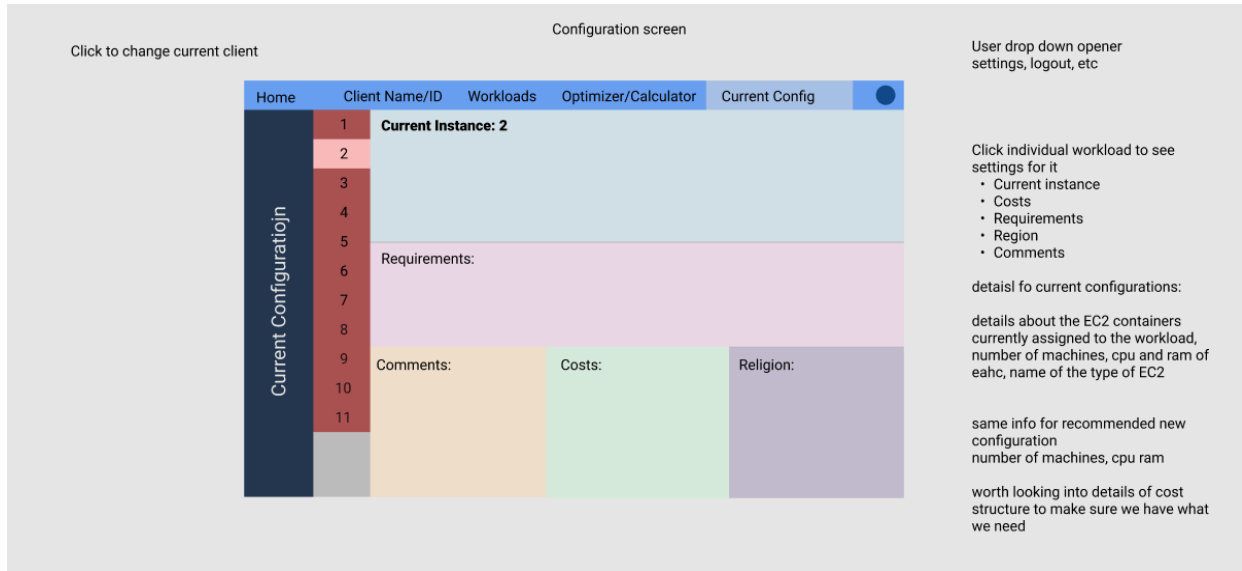 Configuration screen
Click to change current client
User drop down opener
settings, logout, etc
Home
Client Name/ID
Workloads
Optimizer/Calculator
Current Config
Current Configuratiojn
1
2
3
4
5
6
7
8
9
10
11
Current Instance: 2
Requirements:
Comments:
Costs:
Religion:
Click individual workload to see
settings for it
• Current instance
• Costs
• Requirements
• Region
• Comments
detaisl fo current configurations:
details about the EC2 containers
currently assigned to the workload,
number of machines, cpu and ram of
eahc, name of the type of EC2
same info for recommended new
configuration
number of machines, cpu ram
worth looking into details of cost
structure to make sure we have what
we need